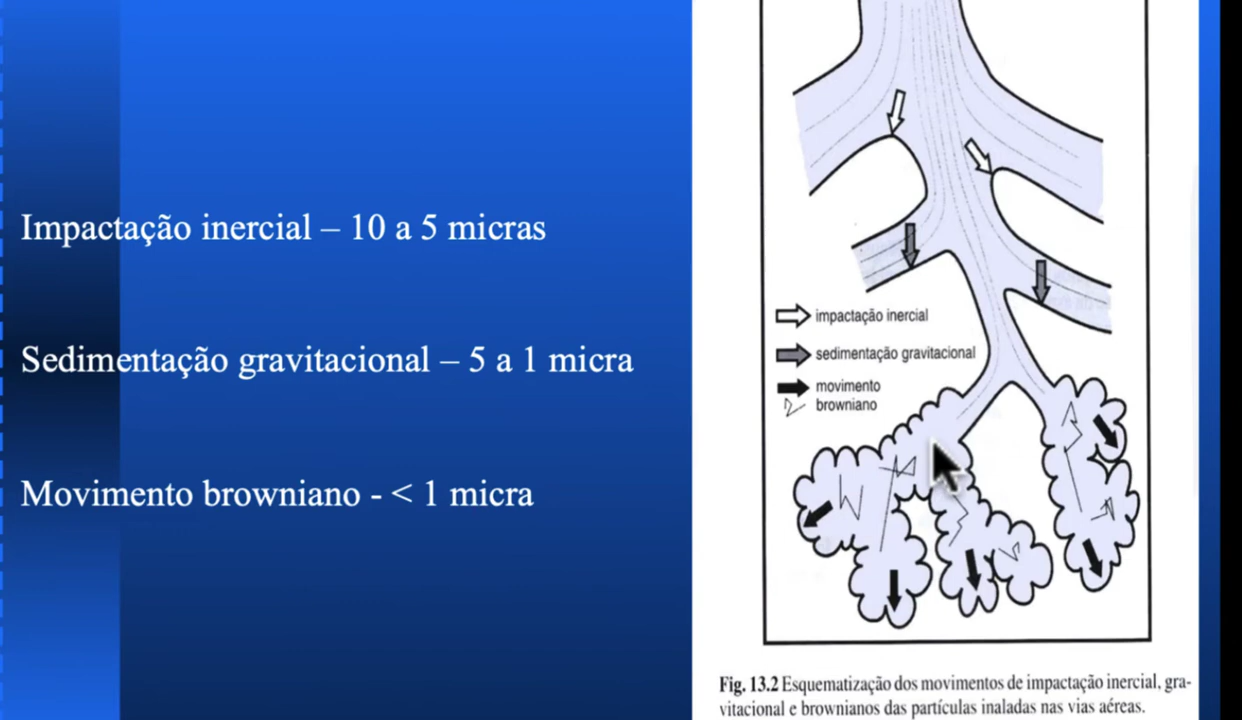 Impactação inercial – 10 a 5 micras
Sedimentação gravitacional – 5 a 1 micra
Movimento browniano - < 1 micra
impactação inercial
sedimentação gravitacional
movimento
browniano
Fig. 13.2 Esquematização dos movimentos de impactação inercial, gra-
vitacional e brownianos das partículas inaladas nas vias aéreas.